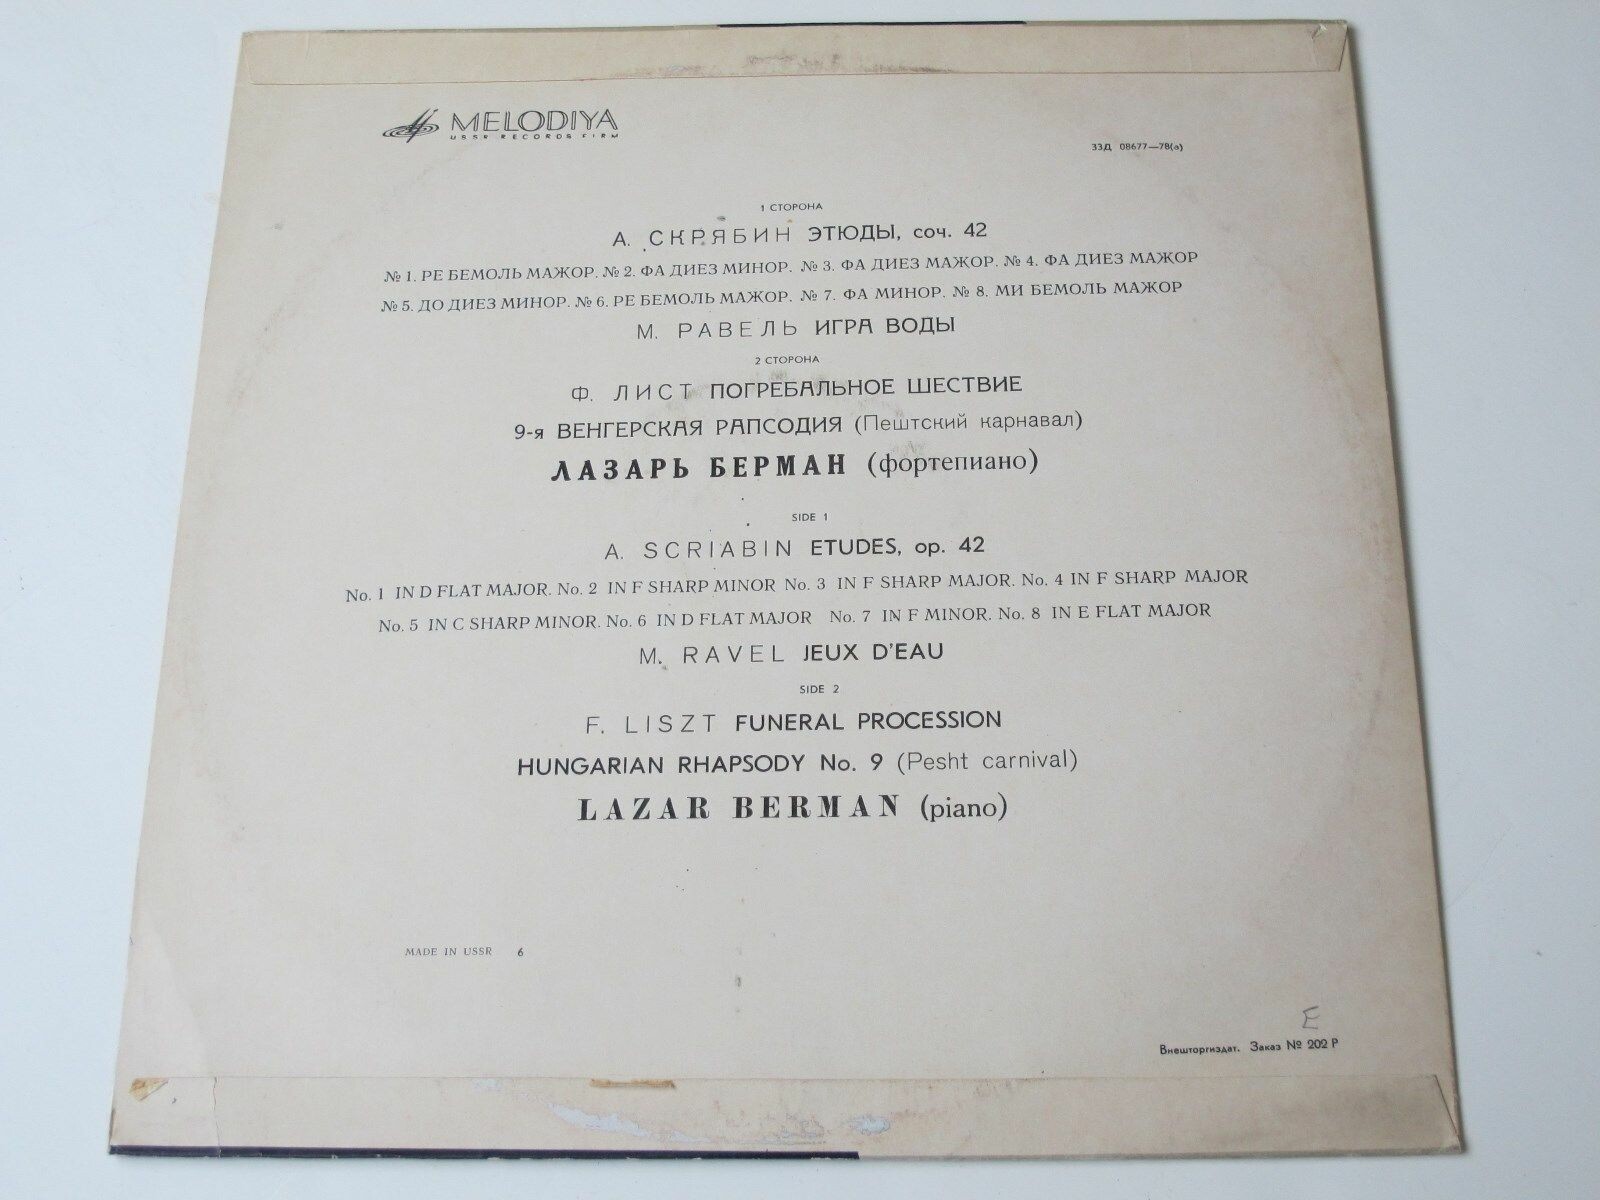 MELODIYA
USSR RECORDS FIRM
33Д 08677—78(а)
1 СТОРОНА
А. СКРЯБИН ЭТЮДЫ, соч. 42
№ 1. РЕ БЕМОЛЬ МАЖОР. № 2. ФА ДИЕЗ МИНОР. № 3. ФА ДИЕЗ МАЖОР. № 4. ФА ДИЕЗ МАЖОР
№ 5. ДО ДИЕЗ МИНОР. № 6. РЕ БЕМОЛЬ МАЖОР. № 7. ФА МИНОР. № 8. МИ БЕМОЛЬ МАЖОР
М. РАВЕЛЬ ИГРА ВОДЫ
2 СТОРОНА
Ф. ЛИСТ ПОГРЕБАЛЬНОЕ ШЕСТВИЕ
9-я ВЕНГЕРСКАЯ РАПСОДИЯ (Пештский карнавал)
ЛАЗАРЬ БЕРМАН (фортепиано)
SIDE 1
A. SCRIABIN ETUDES, op. 42
No. 1 IN D FLAT MAJOR. No. 2 IN F SHARP MINOR No. 3 IN F SHARP MAJOR. No. 4 IN F SHARP MAJOR
No. 5 IN C SHARP MINOR. No. 6 IN D FLAT MAJOR No. 7 IN F MINOR. No. 8 IN E FLAT MAJOR
M. RAVEL JEUX D'EAU
SIDE 2
F. LISZT FUNERAL PROCESSION
HUNGARIAN RHAPSODY No. 9 (Pesht carnival)
LAZAR BERMAN (piano)
MADE IN USSR 6
E
Внешторгиздат. Заказ № 202 Р